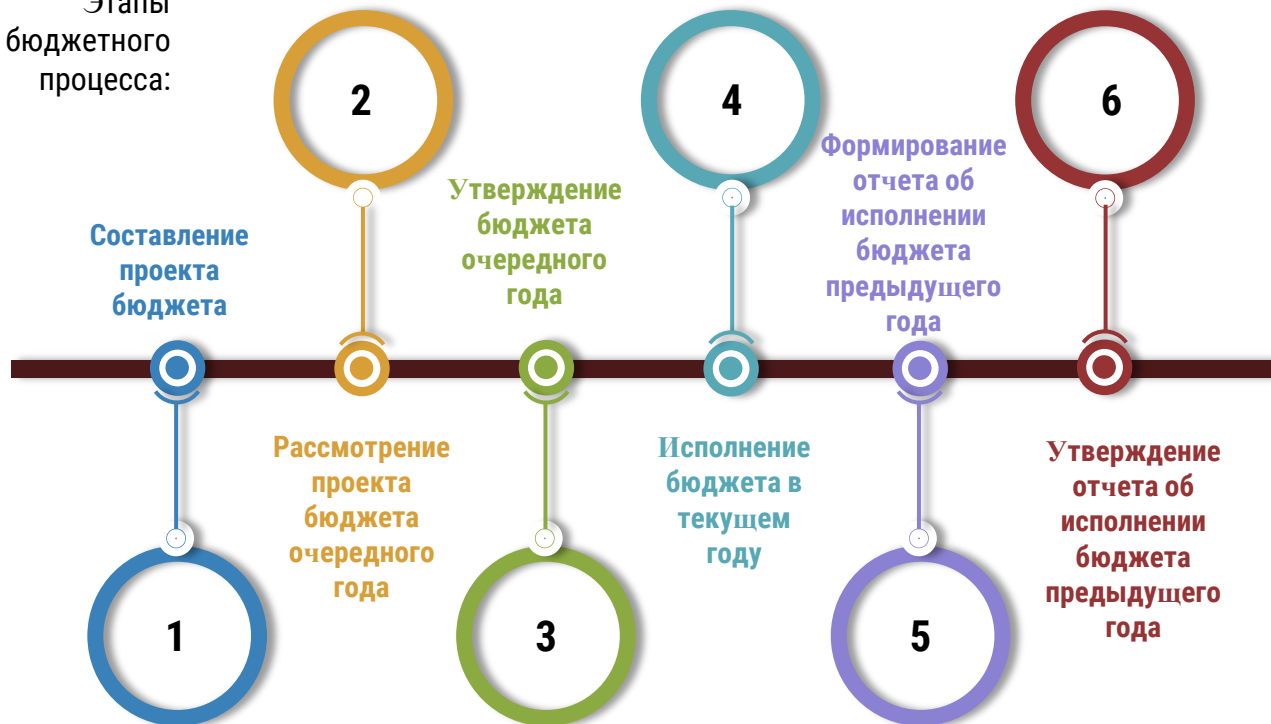 Этапы
бюджетного
процесса:
1
Составление
проекта
бюджета
2
Рассмотрение
проекта
бюджета
очередного
года
3
Утверждение
бюджета
очередного
года
4
Исполнение
бюджета в
текущем
году
5
Формирование
отчета об
исполнении
бюджета
предыдущего
года
6
Утверждение
отчета об
исполнении
бюджета
предыдущего
года